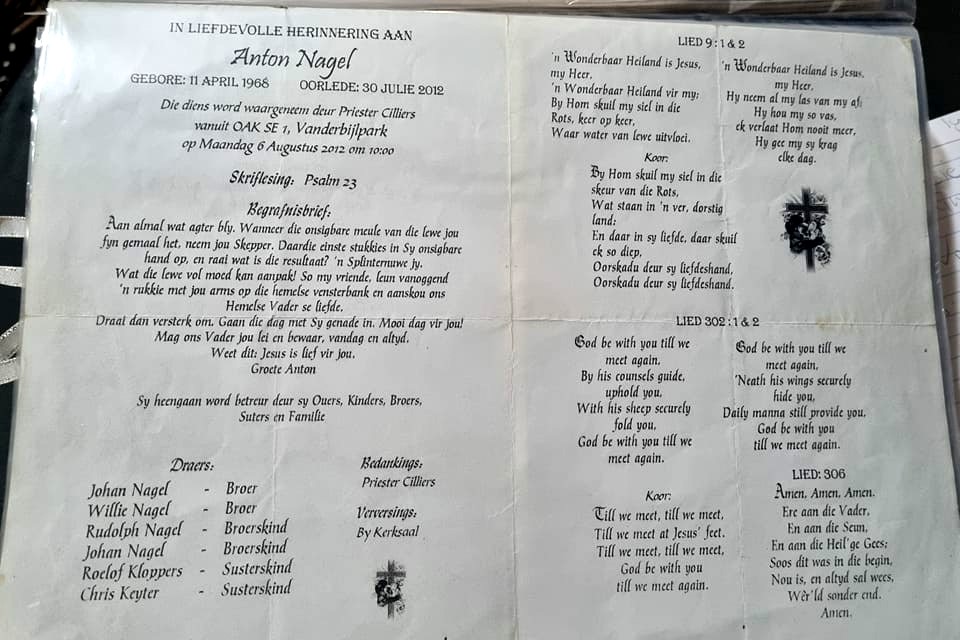 IN LIEFDEVOLLE HERINNERING AAN
Anton Nagel
GEBORE: 11 APRIL 1968 OORLEDE: 30 JULIE 2012
Die diens word waargeneem deur Priester Cilliers
vanuit OAK SE 1, Vanderbijlpark
op Maandag 6 Augustus 2012 om 10:00
Skriflesing: Psalm 23
Begrafnisbrief:
Aan almal wat agter bly. Wanneer die onsigbare meule van die lewe jou
fyn gemaal het, neem jou Skepper. Daardie einste stukkies in Sy onsigbare
hand op, en raai wat is die resultaat? 'n Splinternuwe jy.
Wat die lewe vol moed kan aanpak! So my vriende, leun vanoggend
'n rukkie met jou arms op die hemelse vensterbank en aanskou ons
Hemelse Vader se liefde.
Draai dan versterk om. Gaan die dag met Sy genade in. Mooi dag vir jou!
Mag ons Vader jou lei en bewaar, vandag en altyd.
Weet dit: Jesus is lief vir jou.
Groete Anton
Sy heengaan word betreur deur sy Ouers, Kinders, Broers,
Susters en Familie
Draers:
Johan Nagel - Broer
Willie Nagel - Broer
Rudolph Nagel - Broerskind
Johan Nagel - Broerskind
Roelof Kloppers - Susterskind
Chris Keyter - Susterskind
Bedankings:
Priester Cilliers
Verversings:
By Kerksaal
LIED 9 : 1 & 2
'n Wonderbaar Heiland is Jesus,
my Heer,
'n Wonderbaar Heiland vir my;
By Hom skuil my siel in die
Rots, keer op keer,
Waar water van lewe uitvloei.
Koor:
By Hom skuil my siel in die
skeur van die Rots,
Wat staan in 'n ver, dorstig
land:
En daar in sy liefde, daar skuil
ek so diep,
Oorskadu deur sy liefdeshand,
Oorskadu deur sy liefdeshand.
'n Wonderbaar Heiland is Jesus,
my Heer,
Hy neem al my las van my af;
Hy hou my so vas,
ek verlaat Hom nooit meer,
Hy gee my sy krag
elke dag.
LIED 302 : 1 & 2
God be with you till we
meet again,
By his counsels guide,
uphold you,
With his sheep securely
fold you,
God be with you till we
meet again.
Koor:
Till we meet, till we meet,
Till we meet at Jesus' feet.
Till we meet, till we meet,
God be with you
till we meet again.
God be with you till we
meet again,
'Neath his wings securely
hide you,
Daily manna still provide you,
God be with you
till we meet again.
LIED: 306
Amen, Amen, Amen.
Ere aan die Vader,
En aan die Seun,
En aan die Heil'ge Gees;
Soos dit was in die begin,
Nou is, en altyd sal wees,
Wêr'ld sonder end.
Amen.